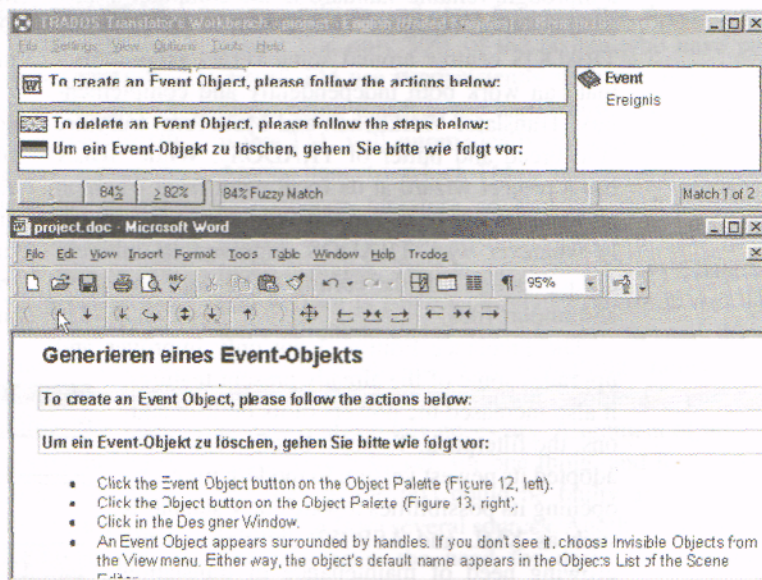 TRADOS Translator's Workbench - project - English (United Kingdom)
File Settings View Options Tools Help
To create an Event Object, please follow the actions below:
To delete an Event Object, please follow the steps below:
Um ein Event-Objekt zu löschen, gehen Sie bitte wie folgt vor:
Event
Ereignis
84% ≥82% 84% Fuzzy Match Match 1 of 2
project.doc - Microsoft Word
File Edit View Insert Format Tools Table Window Help Trados
ABC 95%
Generieren eines Event-Objekts
To create an Event Object, please follow the actions below:
Um ein Event-Objekt zu löschen, gehen Sie bitte wie folgt vor:
• Click the Event Object button on the Object Palette (Figure 12, left).
• Click the Object button on the Object Palette (Figure 13, right).
• Click in the Designer Window.
• An Event Object appears surrounded by handles. If you don't see it, choose Invisible Objects from
the View menu. Either way, the object's default name appears in the Objects List of the Scene
Editor